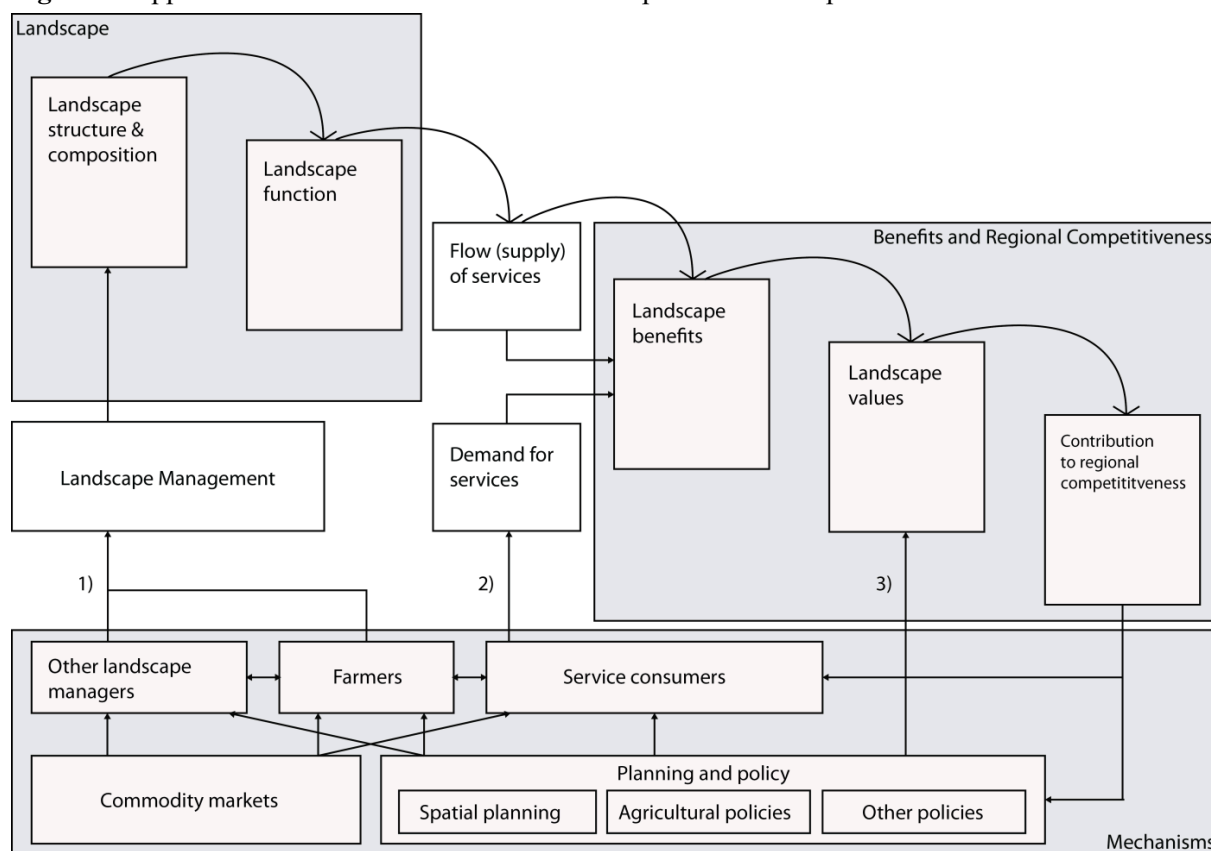 Landscape
Landscape
structure &
composition
Landscape
function
Flow (supply)
of services
Benefits and Regional Competitiveness
Landscape
benefits
Landscape
values
Contribution
to regional
competititveness
Landscape Management
Demand for
services
1)
2)
3)
Other landscape
managers
Farmers
Service consumers
Commodity markets
Planning and policy
Spatial planning
Agricultural policies
Other policies
Mechanisms